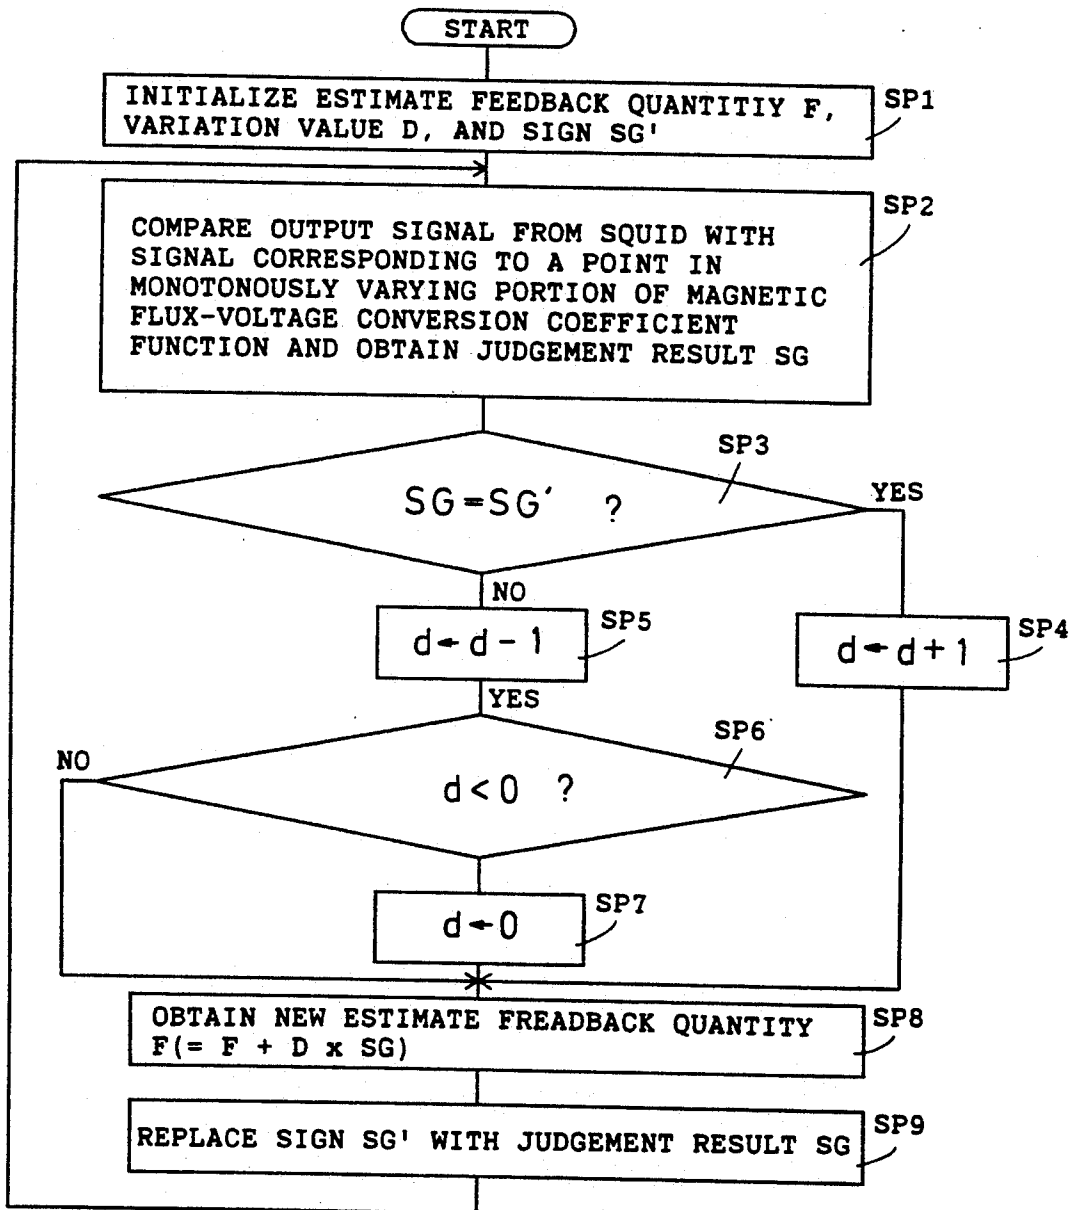 START
INITIALIZE ESTIMATE FEEDBACK QUANTITIY F,
VARIATION VALUE D, AND SIGN SG'
SP1
COMPARE OUTPUT SIGNAL FROM SQUID WITH
SIGNAL CORRESPONDING TO A POINT IN
MONOTONOUSLY VARYING PORTION OF MAGNETIC
FLUX-VOLTAGE CONVERSION COEFFICIENT
FUNCTION AND OBTAIN JUDGEMENT RESULT SG
SP2
SP3
SG=SG' ?
YES
NO
d←d-1
SP5
d←d+1
SP4
YES
SP6
NO
d<0 ?
d←0
SP7
OBTAIN NEW ESTIMATE FREADBACK QUANTITY
F(= F + D x SG)
SP8
REPLACE SIGN SG' WITH JUDGEMENT RESULT SG
SP9